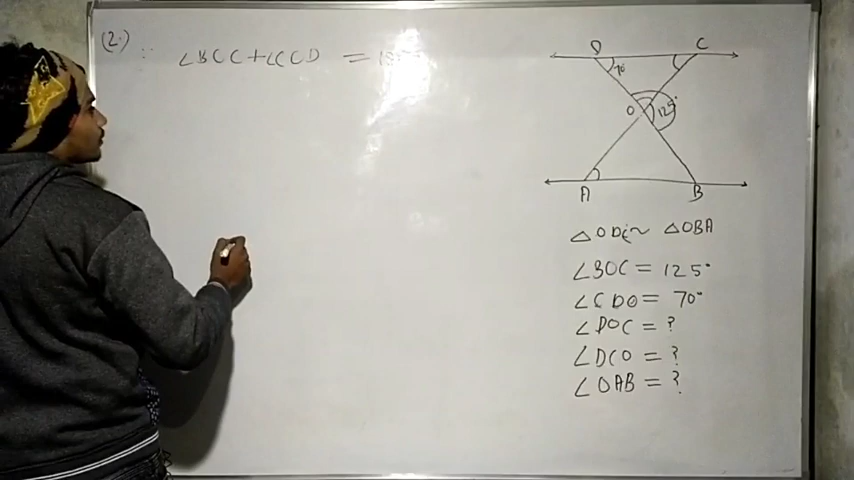 (2.) ∴ ∠BOC + ∠COD = 180°
D C
70°
O 125°
A B
△ODC ~ △OBA
∠BOC = 125°
∠CDO = 70°
∠DOC = ?
∠DCO = ?
∠OAB = ?